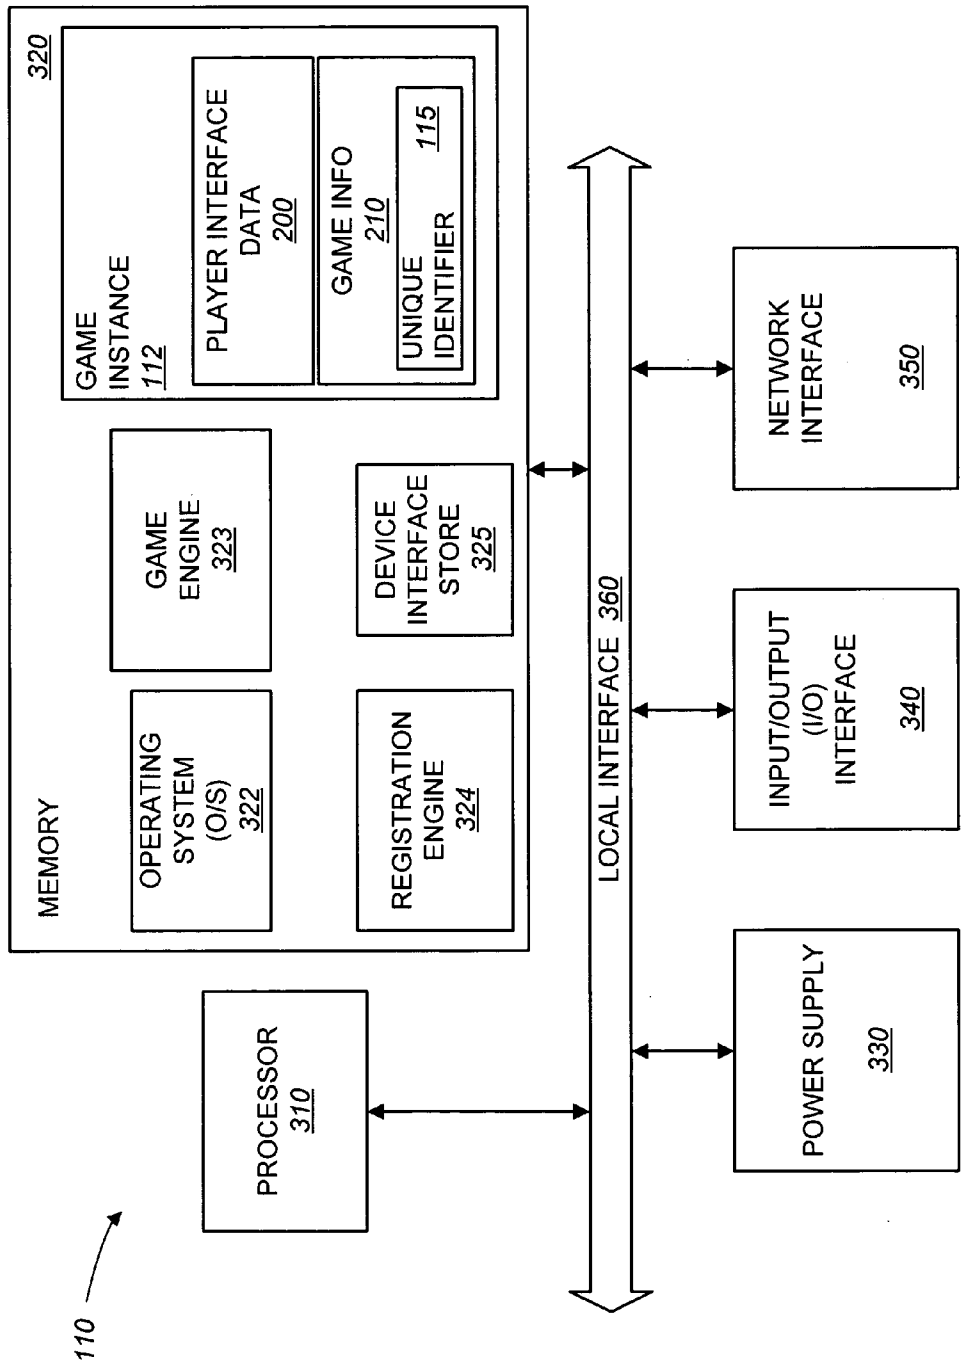 110
PROCESSOR
310
MEMORY
320
OPERATING
SYSTEM
(O/S)
322
GAME
ENGINE
323
REGISTRATION
ENGINE
324
DEVICE
INTERFACE
STORE
325
GAME
INSTANCE
112
PLAYER INTERFACE
DATA
200
GAME INFO
210
UNIQUE
IDENTIFIER
115
LOCAL INTERFACE 360
POWER SUPPLY
330
INPUT/OUTPUT
(I/O)
INTERFACE
340
NETWORK
INTERFACE
350